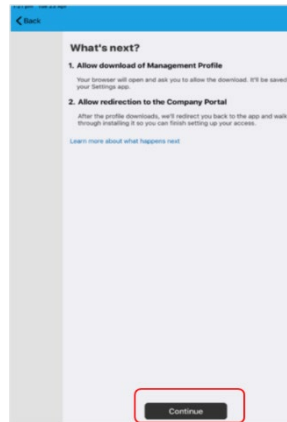 Back
What's next?
1. Allow download of Management Profile
Your browser will open and ask you to allow the download. It'll be saved
your Settings app.
2. Allow redirection to the Company Portal
After the profile downloads, we'll redirect you back to the app and walk
through installing it so you can finish setting up your access.
Learn more about what happens next
Continue